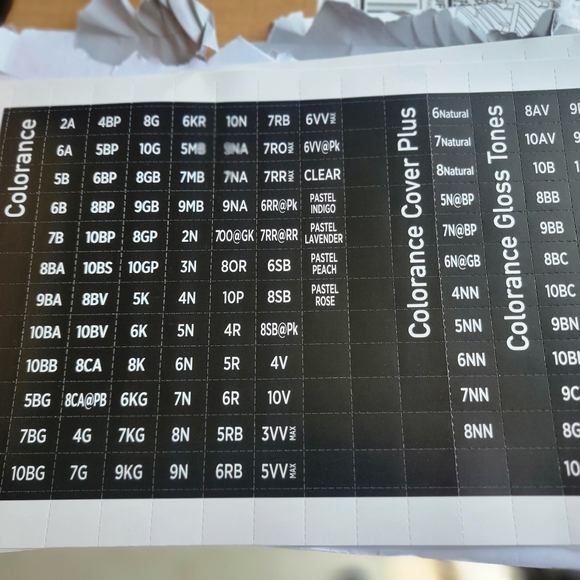 Colorance
2A 4BP 8G 6KR 10N 7RB 6VV MAX
6A 5BP 10G 5MB 9NA 7RO MAX 6VV@Pk
5B 6BP 8GB 7MB 7NA 7RR MAX CLEAR
6B 8BP 9GB 9MB 9NA 6RR@Pk PASTEL INDIGO
7B 10BP 8GP 2N 700@GK 7RR@RR PASTEL LAVENDER
8BA 10BS 10GP 3N 8OR 6SB PASTEL PEACH
9BA 8BV 5K 4N 10P 8SB PASTEL ROSE
10BA 10BV 6K 5N 4R 8SB@Pk
10BB 8CA 8K 6N 5R 4V
5BG 8CA@PB 6KG 7N 6R 10V
7BG 4G 7KG 8N 5RB 3VV MAX
10BG 7G 9KG 9N 6RB 5VV MAX
Colorance Cover Plus
6Natural
7Natural
8Natural
5N@BP
7N@BP
6N@GB
4NN
5NN
6NN
7NN
8NN
Colorance Gloss Tones
8AV
10AV
10B
8BB
9BB
8BC
10BC
9BN